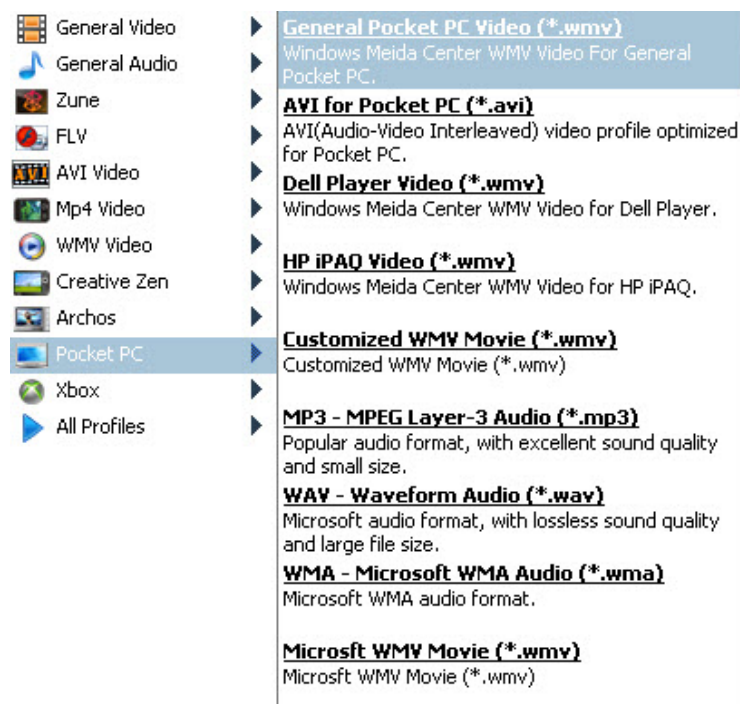 General Video
General Audio
Zune
FLV
AVI Video
Mp4 Video
WMV Video
Creative Zen
Archos
Pocket PC
Xbox
All Profiles
General Pocket PC Video (*.wmv)
Windows Meida Center WMV Video For General
Pocket PC.
AVI for Pocket PC (*.avi)
AVI(Audio-Video Interleaved) video profile optimized
for Pocket PC.
Dell Player Video (*.wmv)
Windows Meida Center WMV Video for Dell Player.
HP iPAQ Video (*.wmv)
Windows Meida Center WMV Video for HP iPAQ.
Customized WMV Movie (*.wmv)
Customized WMV Movie (*.wmv)
MP3 - MPEG Layer-3 Audio (*.mp3)
Popular audio format, with excellent sound quality
and small size.
WAV - Waveform Audio (*.wav)
Microsoft audio format, with lossless sound quality
and large file size.
WMA - Microsoft WMA Audio (*.wma)
Microsoft WMA audio format.
Microsft WMV Movie (*.wmv)
Microsft WMV Movie (*.wmv)